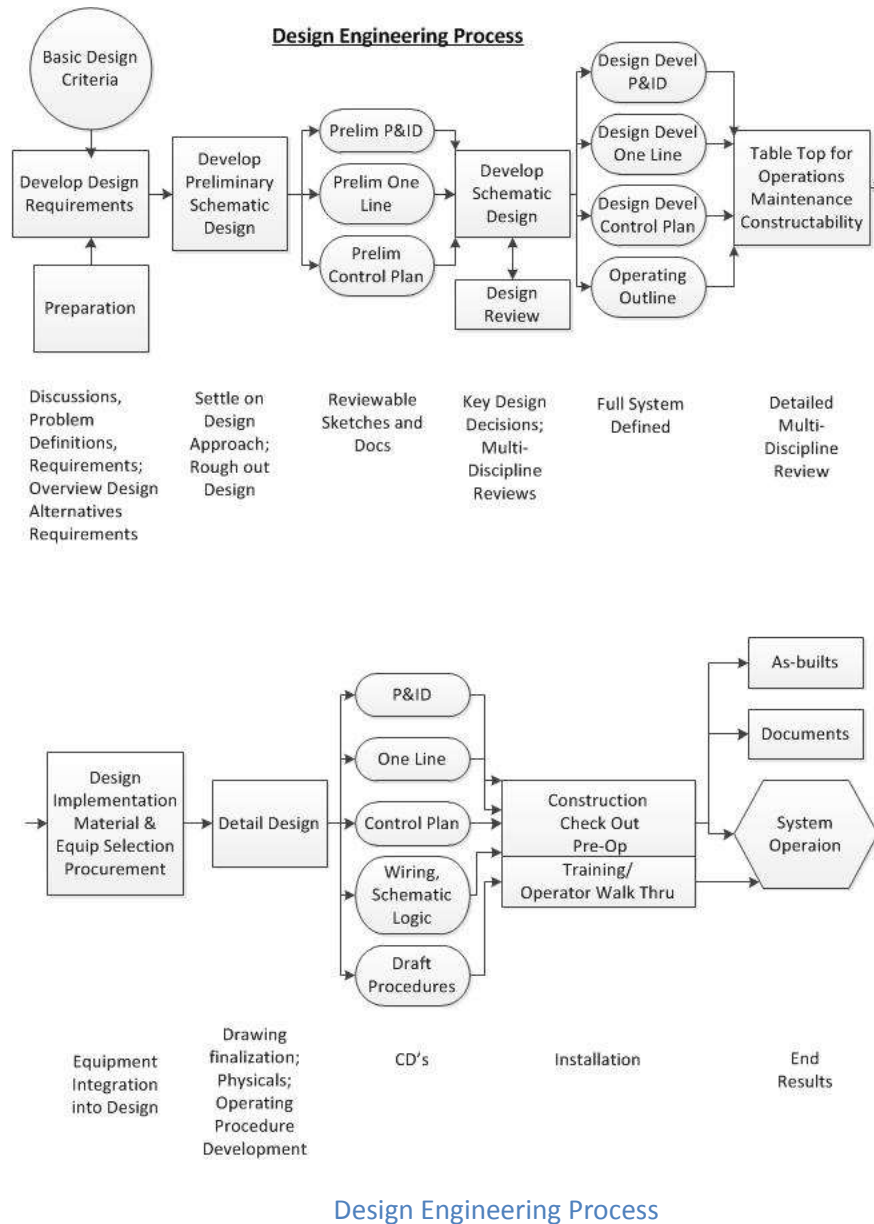 Design Engineering Process
Basic Design
Criteria
Develop Design
Requirements
Preparation
Develop
Preliminary
Schematic
Design
Prelim P&ID
Prelim One
Line
Prelim
Control Plan
Develop
Schematic
Design
Design
Review
Design Devel
P&ID
Design Devel
One Line
Design Devel
Control Plan
Operating
Outline
Table Top for
Operations
Maintenance
Constructability
Discussions,
Problem
Definitions,
Requirements;
Overview Design
Alternatives
Requirements
Settle on
Design
Approach;
Rough out
Design
Reviewable
Sketches and
Docs
Key Design
Decisions;
Multi-
Discipline
Reviews
Full System
Defined
Detailed
Multi-
Discipline
Review
Design
Implementation
Material &
Equip Selection
Procurement
Detail Design
P&ID
One Line
Control Plan
Wiring,
Schematic
Logic
Draft
Procedures
Construction
Check Out
Pre-Op
Training/
Operator Walk Thru
As-builts
Documents
System
Operaion
Equipment
Integration
into Design
Drawing
finalization;
Physicals;
Operating
Procedure
Development
CD's
Installation
End
Results
Design Engineering Process